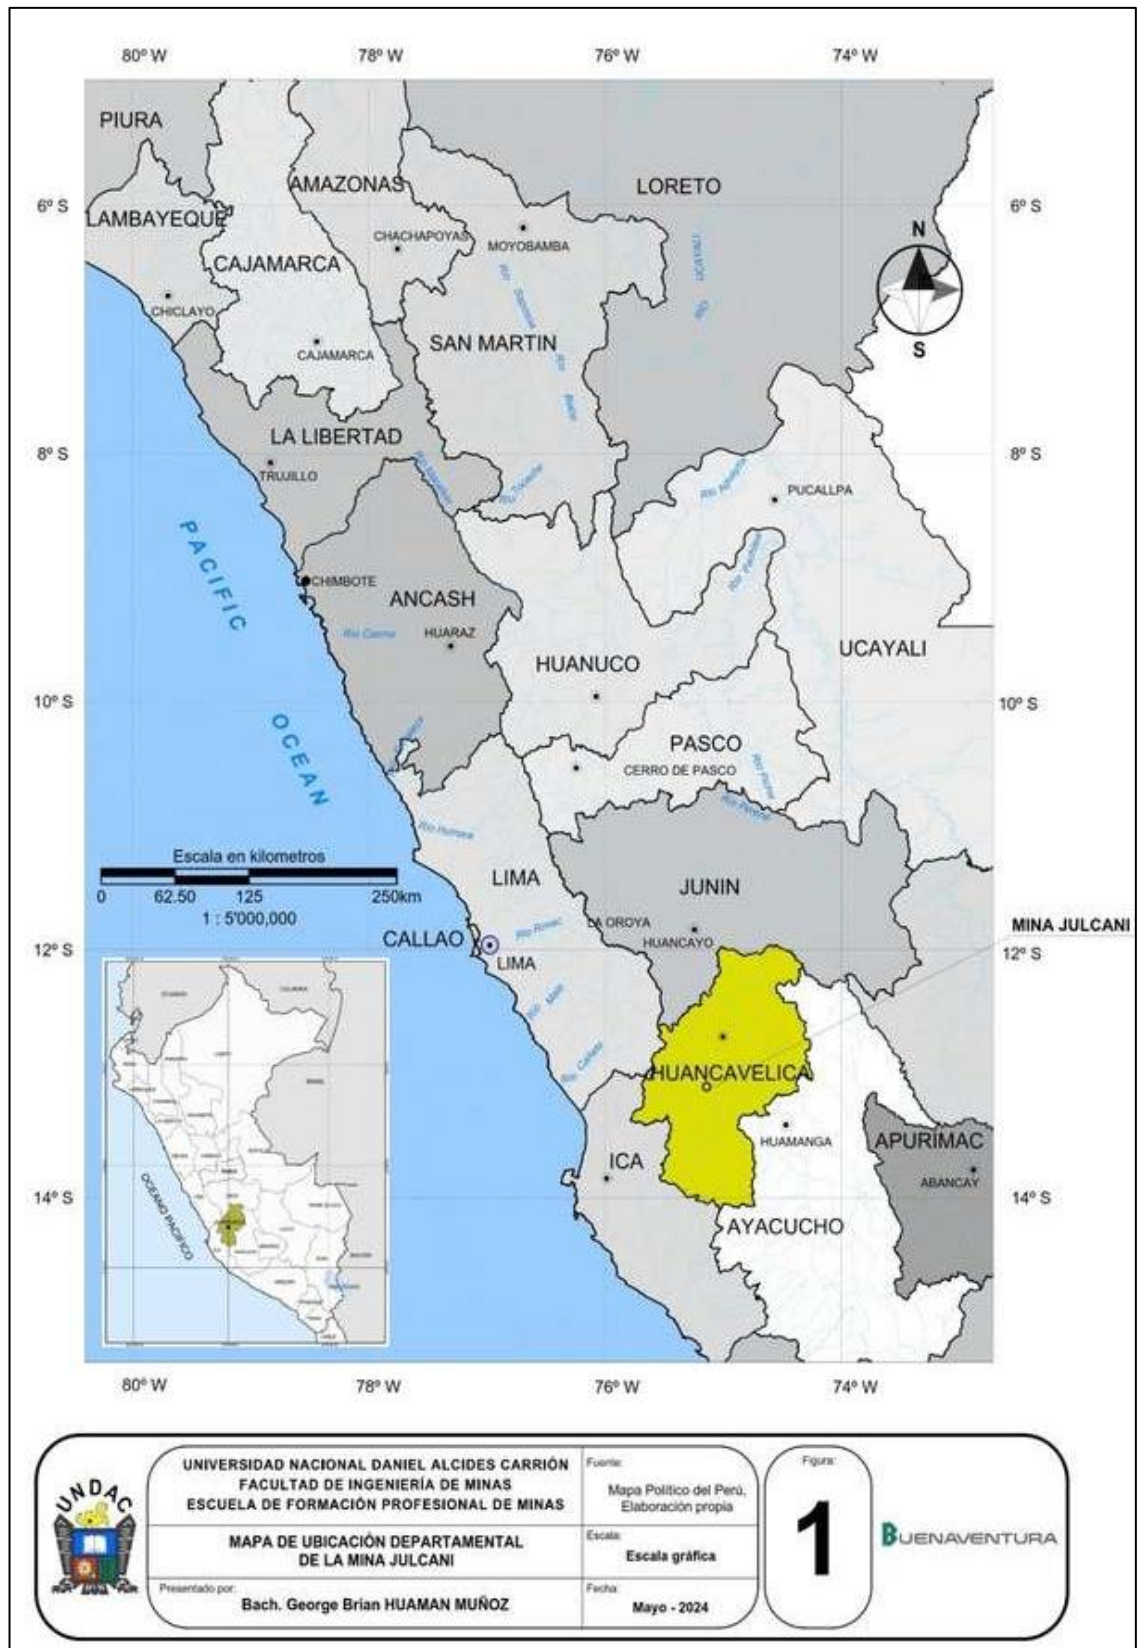 80º W 78º W 76º W 74º W
PIURA
AMAZONAS
LORETO
6º S 6º S
LAMBAYEQUE
CHACHAPOYAS
MOYOBAMBA
N
CAJAMARCA
CHICLAYO
S
SAN MARTIN
CAJAMARCA
LA LIBERTAD
8º S 8º S
TRUJILLO
PUCALLPA
PACIFIC
CHIMBOTE
ANCASH
Río Casma
HUARAZ
UCAYALI
HUANUCO
10º S 10º S
OCEAN
PASCO
CERRO DE PASCO
Escala en kilometros
0 62.50 125 250km
1 : 5'000,000
LIMA
JUNIN
LA OROYA
HUANCAYO
MINA JULCANI
CALLAO
LIMA
12º S 12º S
Río Cañete
HUANCAVELICA
HUAMANGA
APURIMAC
ICA
ABANCAY
OCEANO PACIFICO
14º S 14º S
AYACUCHO
80º W 78º W 76º W 74º W
UNDAC
UNIVERSIDAD NACIONAL DANIEL ALCIDES CARRIÓN
FACULTAD DE INGENIERÍA DE MINAS
ESCUELA DE FORMACIÓN PROFESIONAL DE MINAS
Fuente:
Mapa Político del Perú,
Elaboración propia
MAPA DE UBICACIÓN DEPARTAMENTAL
DE LA MINA JULCANI
Escala:
Escala gráfica
Presentado por:
Bach. George Brian HUAMAN MUÑOZ
Fecha:
Mayo - 2024
Figura:
1
BUENAVENTURA